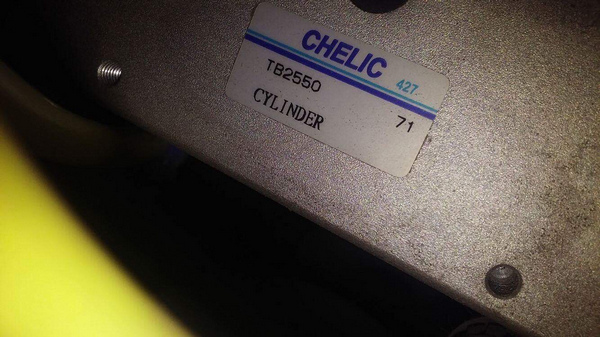 CHELIC
427.
TB2550
CYLINDER
71